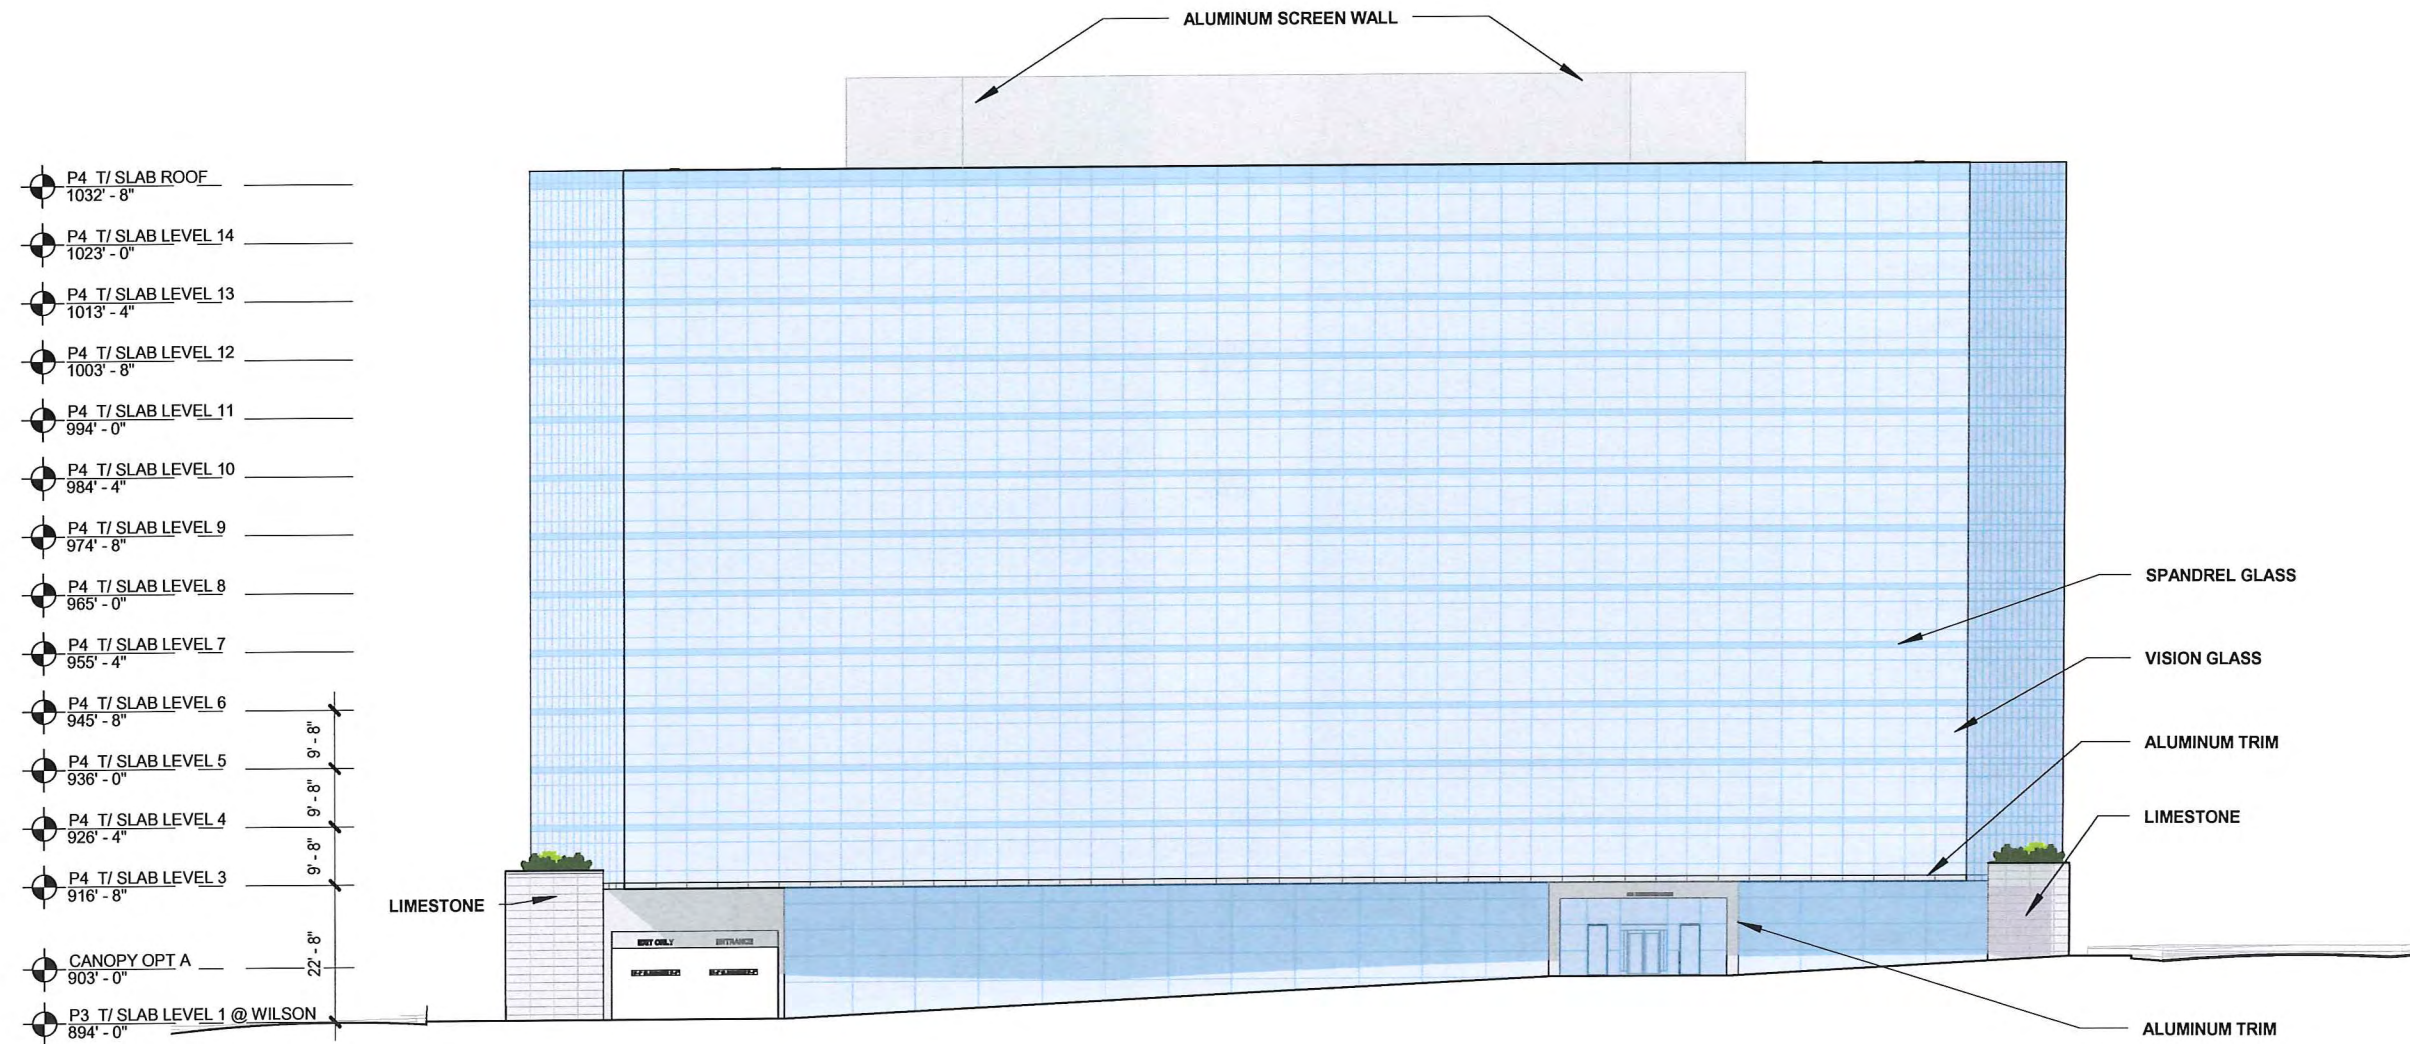 ALUMINUM SCREEN WALL
P4 T/ SLAB ROOF
1032' - 8"
P4 T/ SLAB LEVEL 14
1023' - 0"
P4 T/ SLAB LEVEL 13
1013' - 4"
P4 T/ SLAB LEVEL 12
1003' - 8"
P4 T/ SLAB LEVEL 11
994' - 0"
P4 T/ SLAB LEVEL 10
984' - 4"
P4 T/ SLAB LEVEL 9
974' - 8"
P4 T/ SLAB LEVEL 8
965' - 0"
P4 T/ SLAB LEVEL 7
955' - 4"
P4 T/ SLAB LEVEL 6
945' - 8"
9' - 8"
P4 T/ SLAB LEVEL 5
936' - 0"
9' - 8"
P4 T/ SLAB LEVEL 4
926' - 4"
9' - 8"
P4 T/ SLAB LEVEL 3
916' - 8"
22' - 8"
CANOPY OPT A
903' - 0"
P3 T/ SLAB LEVEL 1 @ WILSON
894' - 0"
LIMESTONE
EXIT ONLY
ENTRANCE
SPANDREL GLASS
VISION GLASS
ALUMINUM TRIM
LIMESTONE
ALUMINUM TRIM